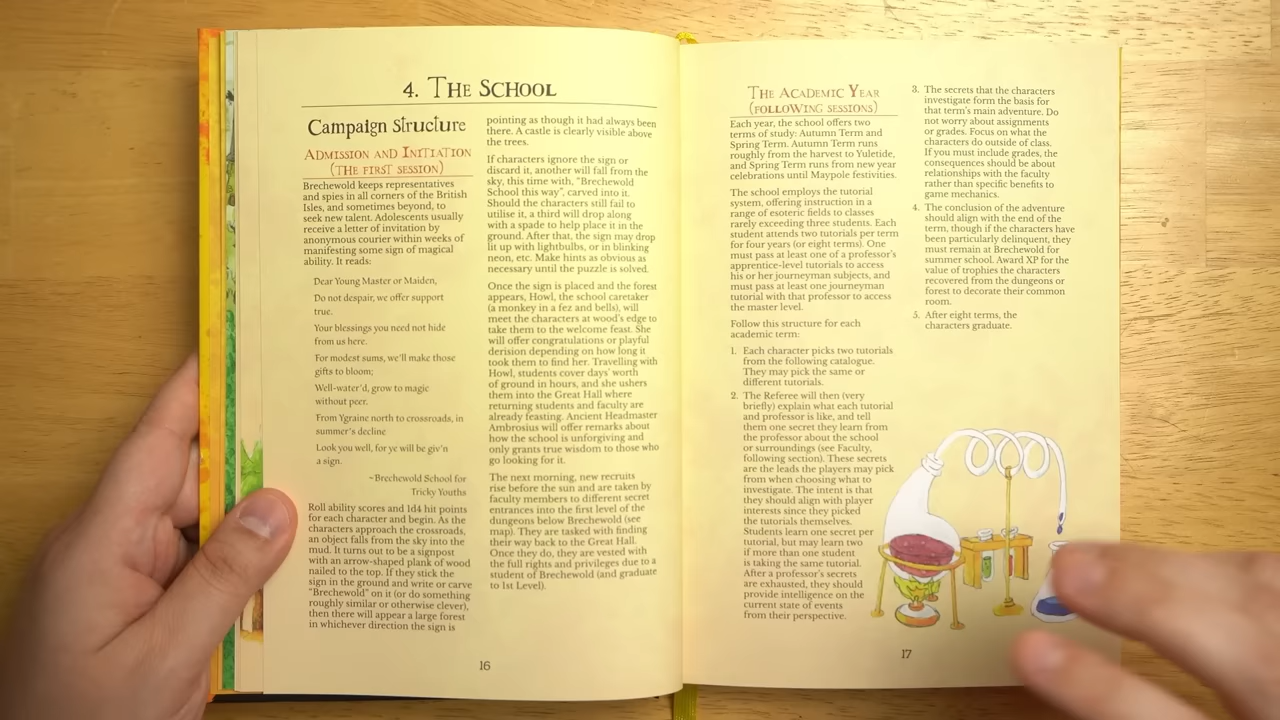 4. The School
Campaign Structure
Admission and Initiation
(the first session)
Brechewold keeps representatives
and spies in all corners of the British
Isles, and sometimes beyond, to
seek new talent. Adolescents usually
receive a letter of invitation by
anonymous courier within weeks of
manifesting some sign of magical
ability. It reads:
Dear Young Master or Maiden,
Do not despair, we offer support
true.
Your blessings you need not hide
from us here.
For modest sums, we'll make those
gifts to bloom;
Well-water'd, grow to magic
without peer.
From Ygraine north to crossroads, in
summer's decline
Look you well, for ye will be giv'n
a sign.
~Brechewold School for
Tricky Youths
Roll ability scores and 1d4 hit points
for each character and begin. As the
characters approach the crossroads,
an object falls from the sky into the
mud. It turns out to be a signpost
with an arrow-shaped plank of wood
nailed to the top. If they stick the
sign in the ground and write or carve
"Brechewold" on it (or do something
roughly similar or otherwise clever),
then there will appear a large forest
in whichever direction the sign is
pointing as though it had always been
there. A castle is clearly visible above
the trees.
If characters ignore the sign or
discard it, another will fall from the
sky, this time with, "Brechewold
School this way", carved into it.
Should the characters still fail to
utilise it, a third will drop along
with a spade to help place it in the
ground. After that, the sign may drop
lit up with lightbulbs, or in blinking
neon, etc. Make hints as obvious as
necessary until the puzzle is solved.
Once the sign is placed and the forest
appears, Howl, the school caretaker
(a monkey in a fez and bells), will
meet the characters at wood's edge to
take them to the welcome feast. She
will offer congratulations or playful
derision depending on how long it
took them to find her. Travelling with
Howl, students cover days' worth
of ground in hours, and she ushers
them into the Great Hall where
returning students and faculty are
already feasting. Ancient Headmaster
Ambrosius will offer remarks about
how the school is unforgiving and
only grants true wisdom to those who
go looking for it.
The next morning, new recruits
rise before the sun and are taken by
faculty members to different secret
entrances into the first level of the
dungeons below Brechewold (see
map). They are tasked with finding
their way back to the Great Hall.
Once they do, they are vested with
the full rights and privileges due to a
student of Brechewold (and graduate
to 1st Level).
16
The Academic Year
(following sessions)
Each year, the school offers two
terms of study: Autumn Term and
Spring Term. Autumn Term runs
roughly from the harvest to Yuletide,
and Spring Term runs from new year
celebrations until Maypole festivities.
The school employs the tutorial
system, offering instruction in a
range of esoteric fields to classes
rarely exceeding three students. Each
student attends two tutorials per term
for four years (or eight terms). One
must pass at least one of a professor's
apprentice-level tutorials to access
his or her journeyman subjects, and
must pass at least one journeyman
tutorial with that professor to access
the master level.
Follow this structure for each
academic term:
1. Each character picks two tutorials
from the following catalogue.
They may pick the same or
different tutorials.
2. The Referee will then (very
briefly) explain what each tutorial
and professor is like, and tell
them one secret they learn from
the professor about the school
or surroundings (see Faculty,
following section). These secrets
are the leads the players may pick
from when choosing what to
investigate. The intent is that
they should align with player
interests since they picked
the tutorials themselves.
Students learn one secret per
tutorial, but may learn two
if more than one student
is taking the same tutorial.
After a professor's secrets
are exhausted, they should
provide intelligence on the
current state of events
from their perspective.
3. The secrets that the characters
investigate form the basis for
that term's main adventure. Do
not worry about assignments
or grades. Focus on what the
characters do outside of class.
If you must include grades, the
consequences should be about
relationships with the faculty
rather than specific benefits to
game mechanics.
4. The conclusion of the adventure
should align with the end of the
term, though if the characters have
been particularly delinquent, they
must remain at Brechewold for
summer school. Award XP for the
value of trophies the characters
recovered from the dungeons or
forest to decorate their common
room.
5. After eight terms, the
characters graduate.
17